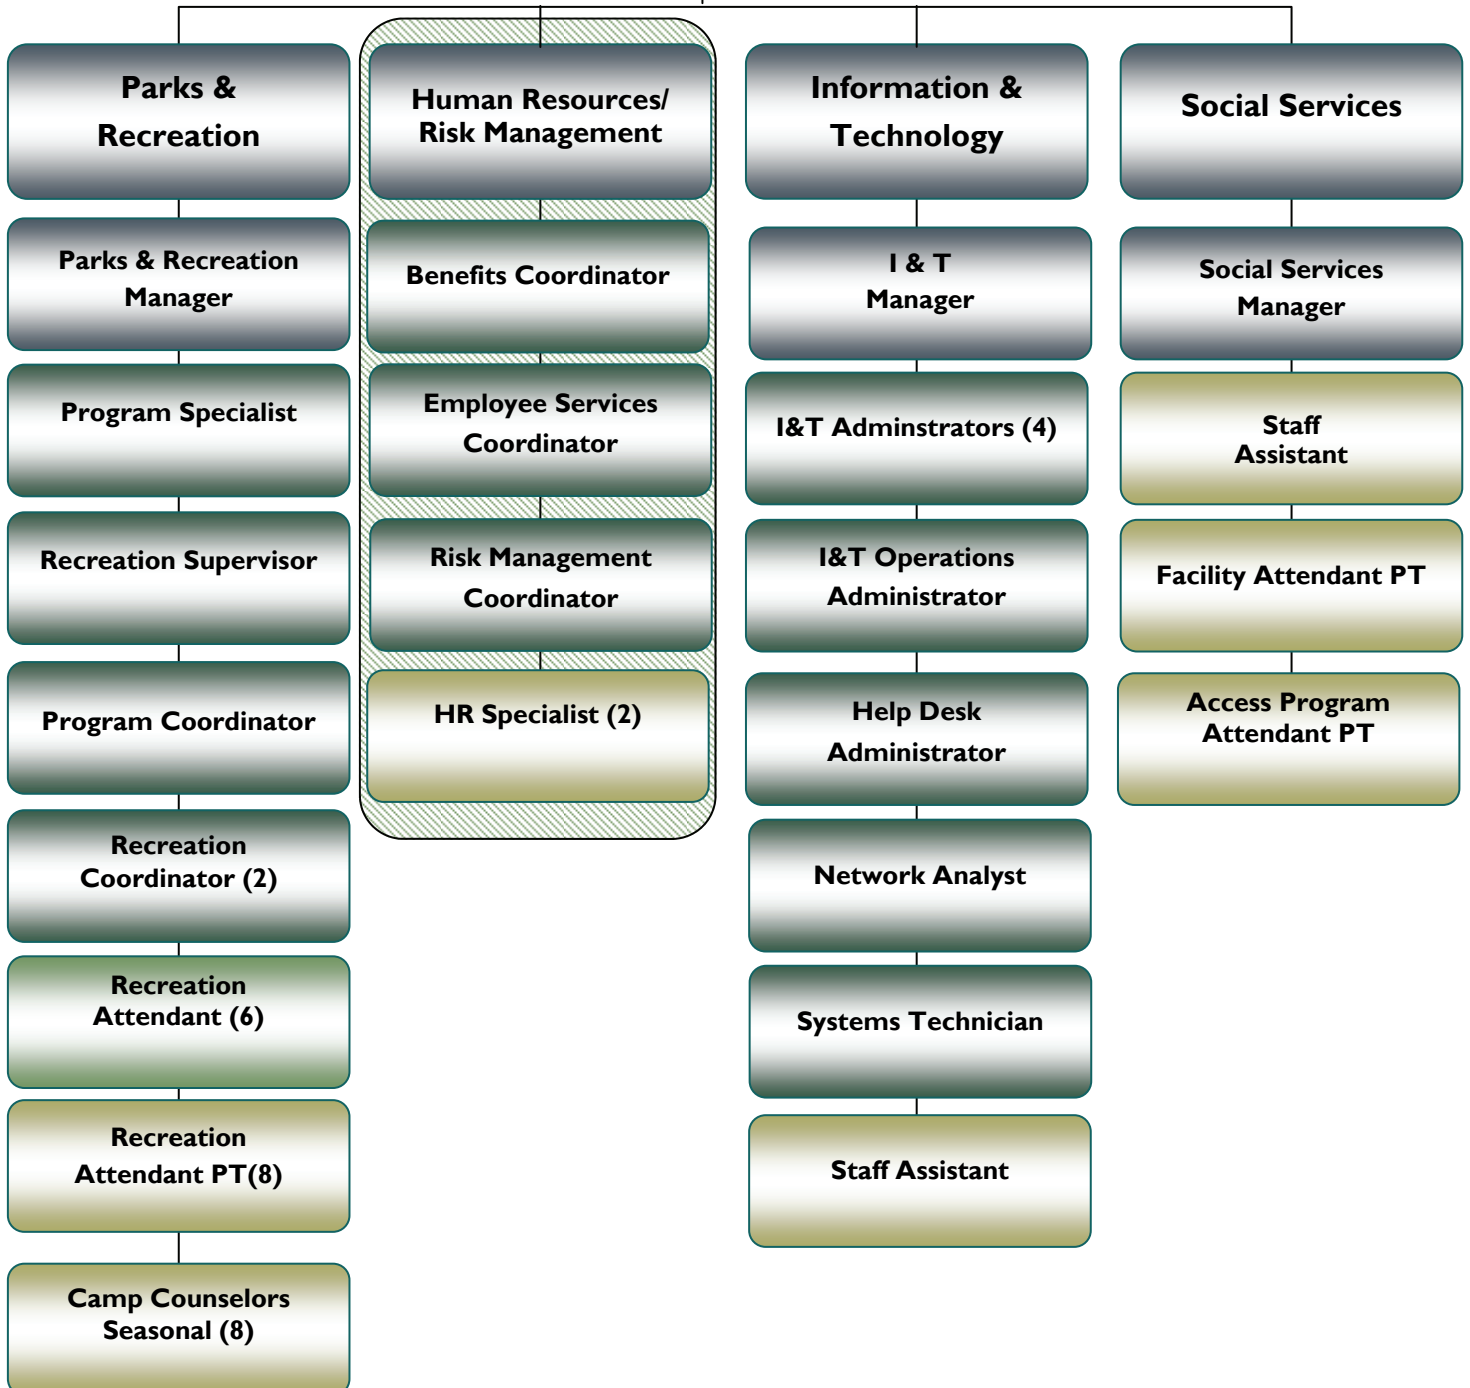 Parks &
Recreation
Parks & Recreation
Manager
Program Specialist
Recreation Supervisor
Program Coordinator
Recreation
Coordinator (2)
Recreation
Attendant (6)
Recreation
Attendant PT(8)
Camp Counselors
Seasonal (8)
Human Resources/
Risk Management
Benefits Coordinator
Employee Services
Coordinator
Risk Management
Coordinator
HR Specialist (2)
Information &
Technology
I & T
Manager
I&T Adminstrators (4)
I&T Operations
Administrator
Help Desk
Administrator
Network Analyst
Systems Technician
Staff Assistant
Social Services
Social Services
Manager
Staff
Assistant
Facility Attendant PT
Access Program
Attendant PT